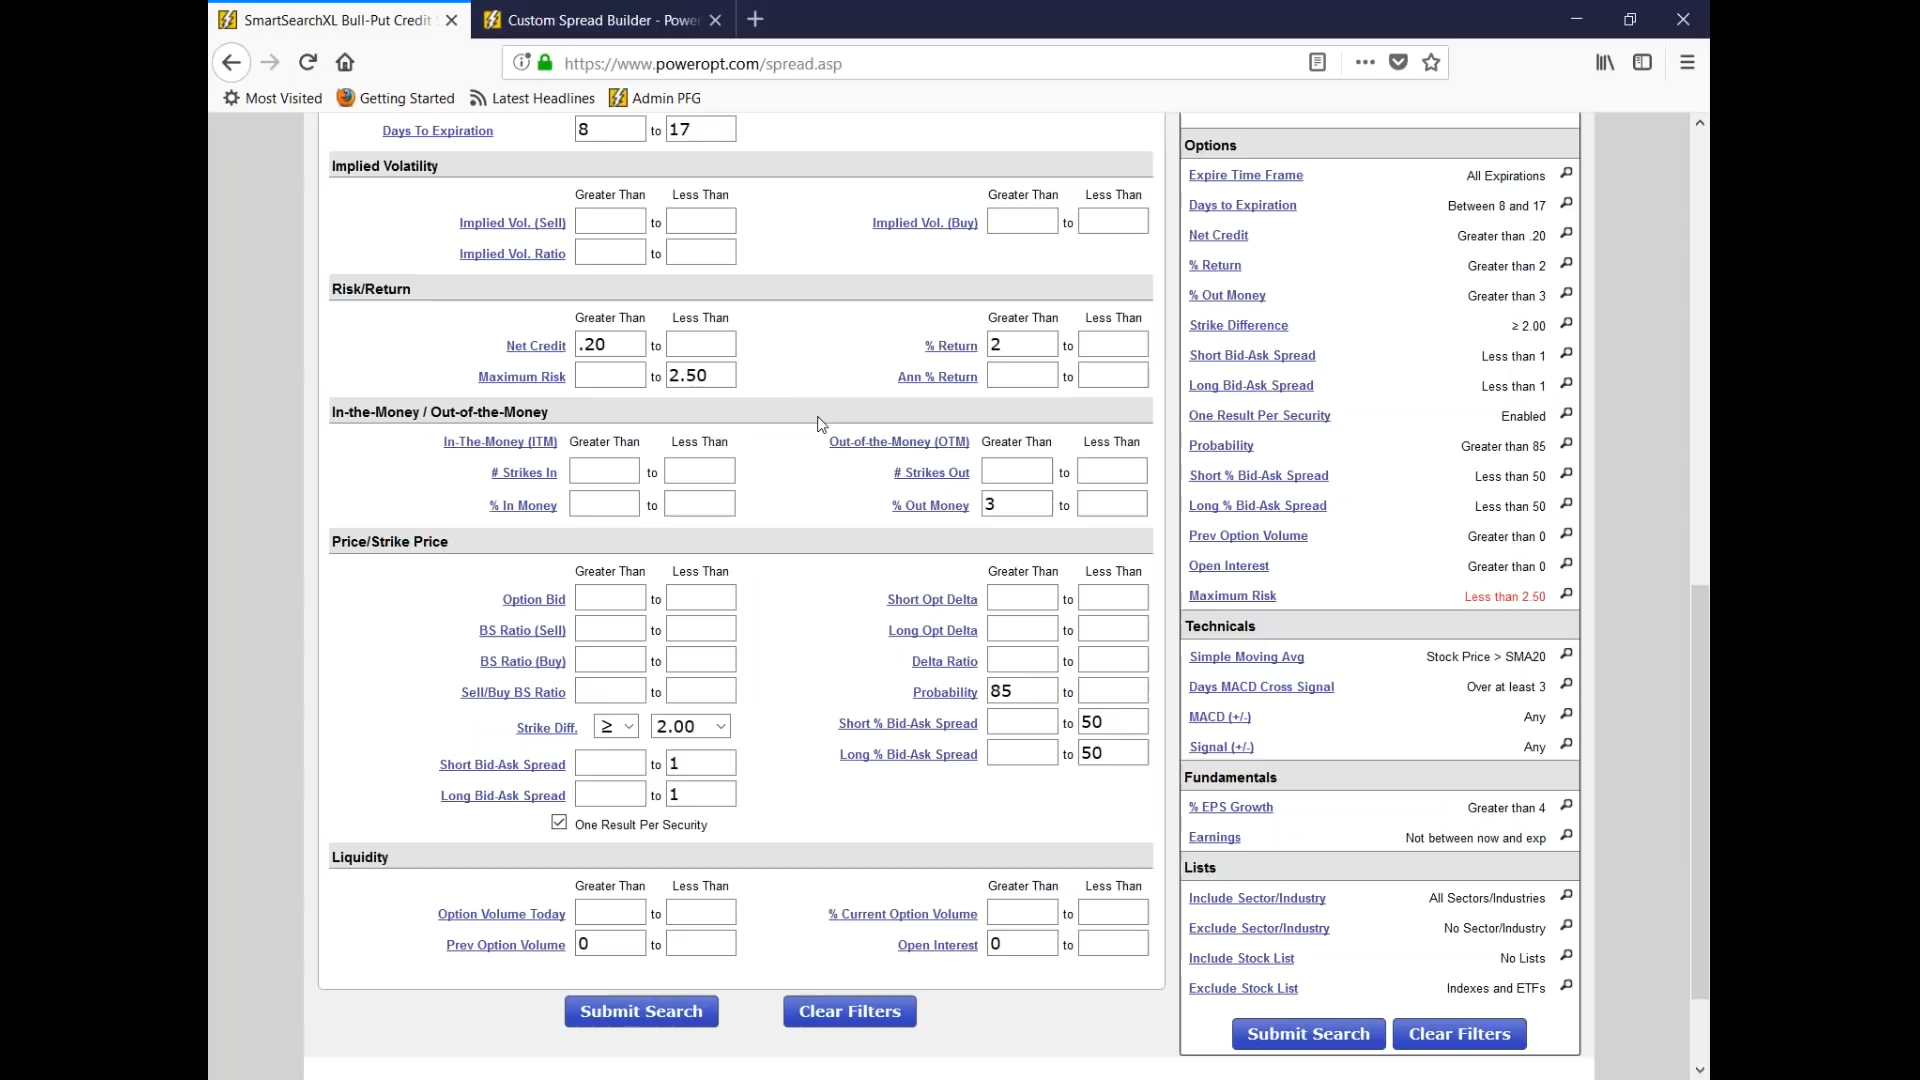 SmartSearchXL Bull-Put Credit
Custom Spread Builder - Powe
https://www.poweropt.com/spread.asp
Most Visited Getting Started Latest Headlines Admin PFG
Days To Expiration 8 to 17
Implied Volatility
Greater Than Less Than Greater Than Less Than
Implied Vol. (Sell) to Implied Vol. (Buy) to
Implied Vol. Ratio to
Risk/Return
Greater Than Less Than Greater Than Less Than
Net Credit .20 to % Return 2 to
Maximum Risk to 2.50 Ann % Return to
In-the-Money / Out-of-the-Money
In-The-Money (ITM) Greater Than Less Than Out-of-the-Money (OTM) Greater Than Less Than
# Strikes In to # Strikes Out to
% In Money to % Out Money 3 to
Price/Strike Price
Greater Than Less Than Greater Than Less Than
Option Bid to Short Opt Delta to
BS Ratio (Sell) to Long Opt Delta to
BS Ratio (Buy) to Delta Ratio to
Sell/Buy BS Ratio to Probability 85 to
Strike Diff. ≥ 2.00 Short % Bid-Ask Spread to 50
Short Bid-Ask Spread to 1 Long % Bid-Ask Spread to 50
Long Bid-Ask Spread to 1
One Result Per Security
Liquidity
Greater Than Less Than Greater Than Less Than
Option Volume Today to % Current Option Volume to
Prev Option Volume 0 to Open Interest 0 to
Submit Search Clear Filters
Options
Expire Time Frame All Expirations
Days to Expiration Between 8 and 17
Net Credit Greater than .20
% Return Greater than 2
% Out Money Greater than 3
Strike Difference ≥ 2.00
Short Bid-Ask Spread Less than 1
Long Bid-Ask Spread Less than 1
One Result Per Security Enabled
Probability Greater than 85
Short % Bid-Ask Spread Less than 50
Long % Bid-Ask Spread Less than 50
Prev Option Volume Greater than 0
Open Interest Greater than 0
Maximum Risk Less than 2.50
Technicals
Simple Moving Avg Stock Price > SMA20
Days MACD Cross Signal Over at least 3
MACD (+/-) Any
Signal (+/-) Any
Fundamentals
% EPS Growth Greater than 4
Earnings Not between now and exp
Lists
Include Sector/Industry All Sectors/Industries
Exclude Sector/Industry No Sector/Industry
Include Stock List No Lists
Exclude Stock List Indexes and ETFs
Submit Search Clear Filters